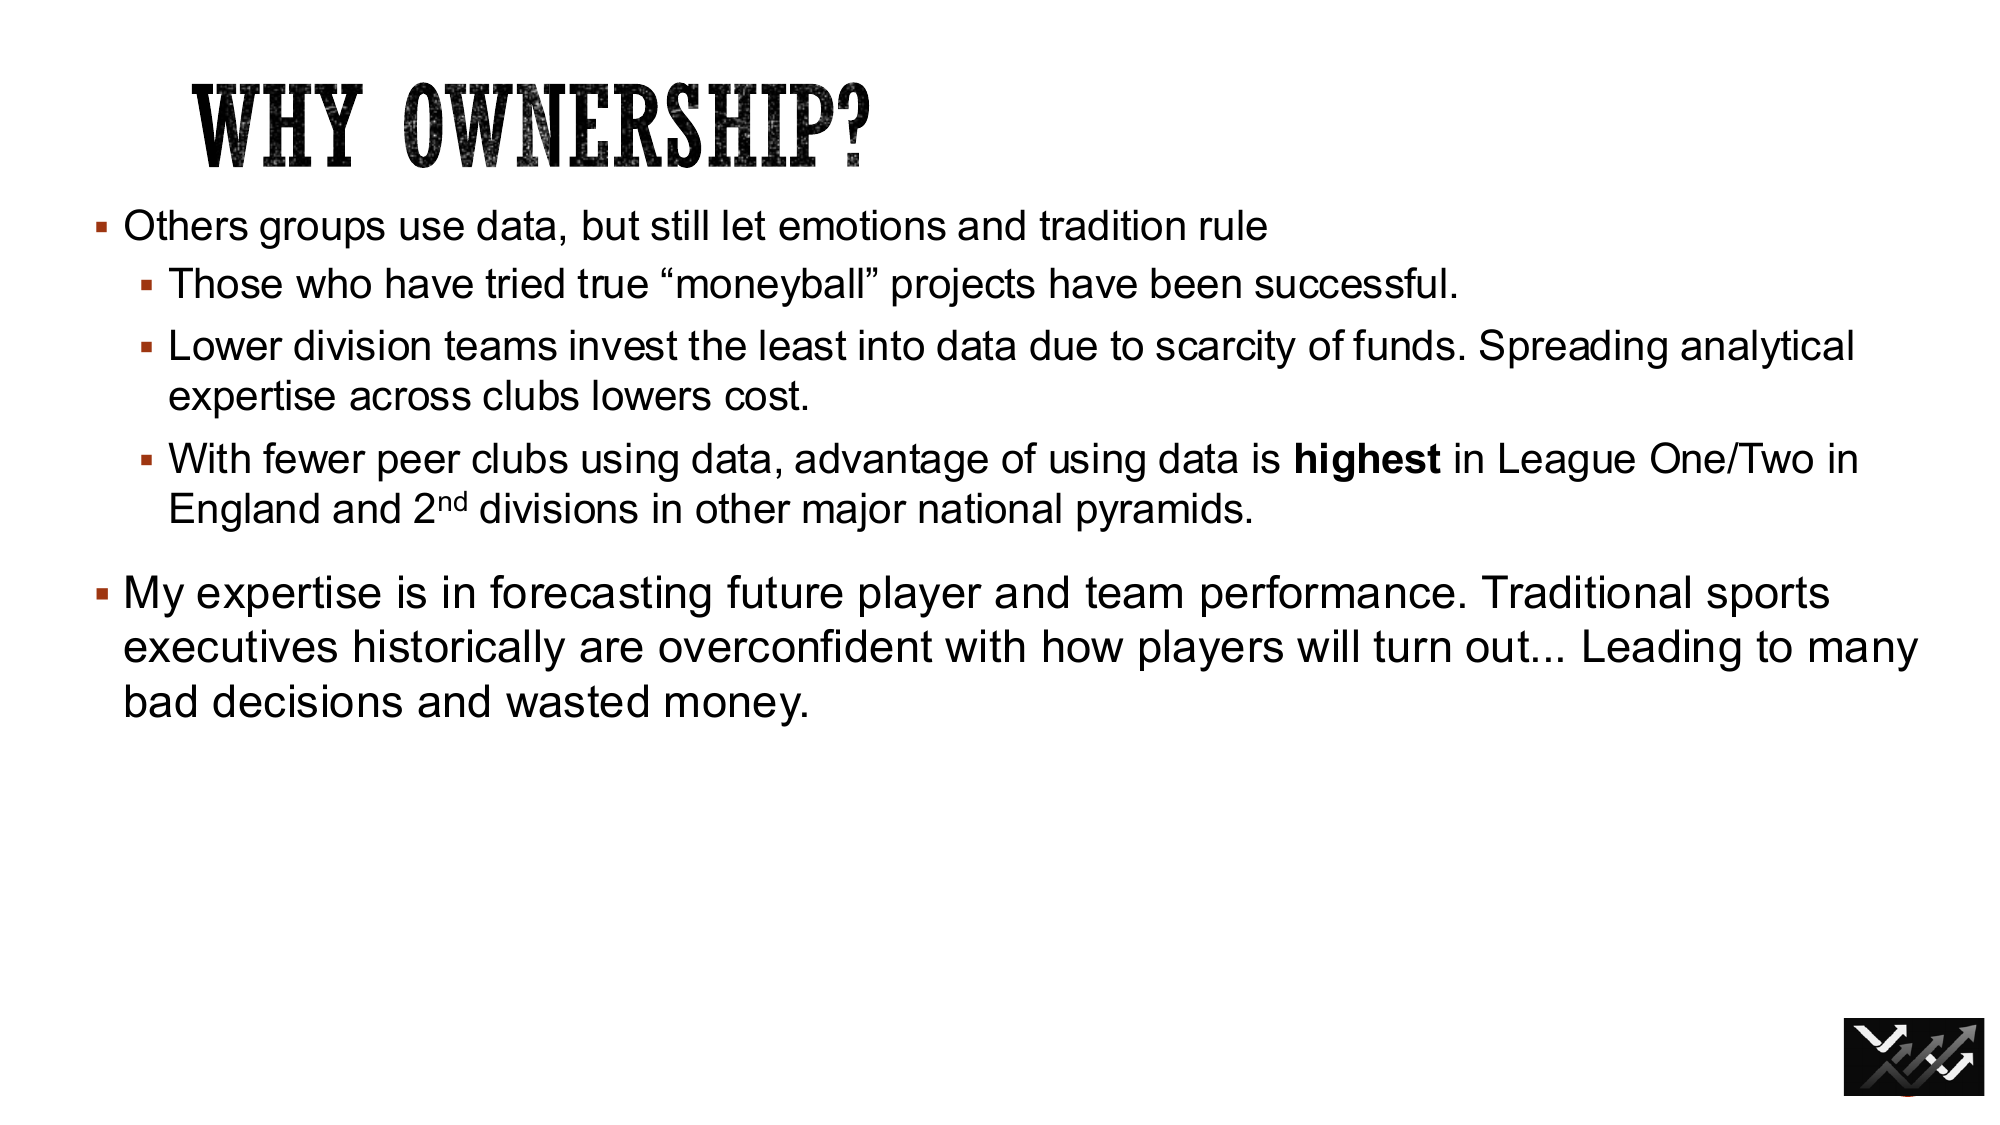 WHY OWNERSHIP?
Others groups use data, but still let emotions and tradition rule
Those who have tried true “moneyball” projects have been successful.
Lower division teams invest the least into data due to scarcity of funds. Spreading analytical
expertise across clubs lowers cost.
With fewer peer clubs using data, advantage of using data is highest in League One/Two in
England and 2nd divisions in other major national pyramids.
My expertise is in forecasting future player and team performance. Traditional sports
executives historically are overconfident with how players will turn out... Leading to many
bad decisions and wasted money.